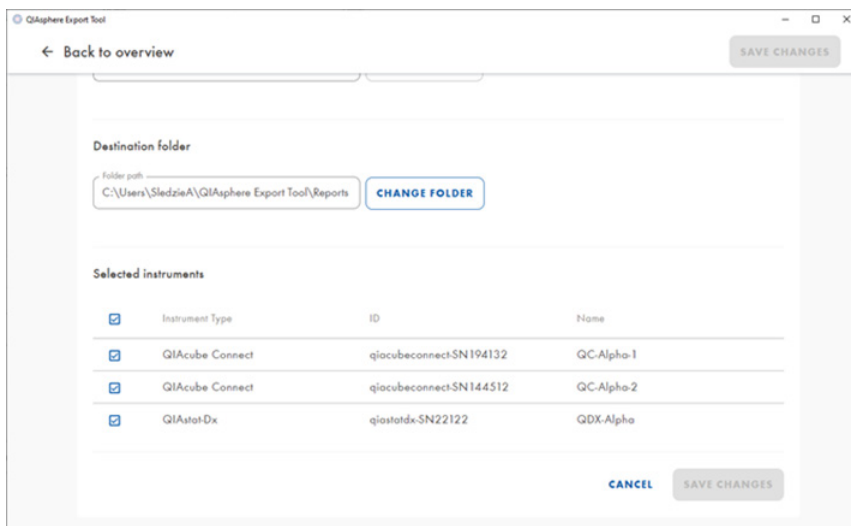 QIAsphere Export Tool
Back to overview
SAVE CHANGES
Destination folder
Folder path
C:\Users\SledzieA\QIAsphere Export Tool\Reports
CHANGE FOLDER
Selected instruments
Instrument Type ID Name
QIAcube Connect qiacubeconnect-SN194132 QC-Alpha-1
QIAcube Connect qiacubeconnect-SN144512 QC-Alpha-2
QIAstat-Dx qiastatdx-SN22122 QDX-Alpha
CANCEL SAVE CHANGES